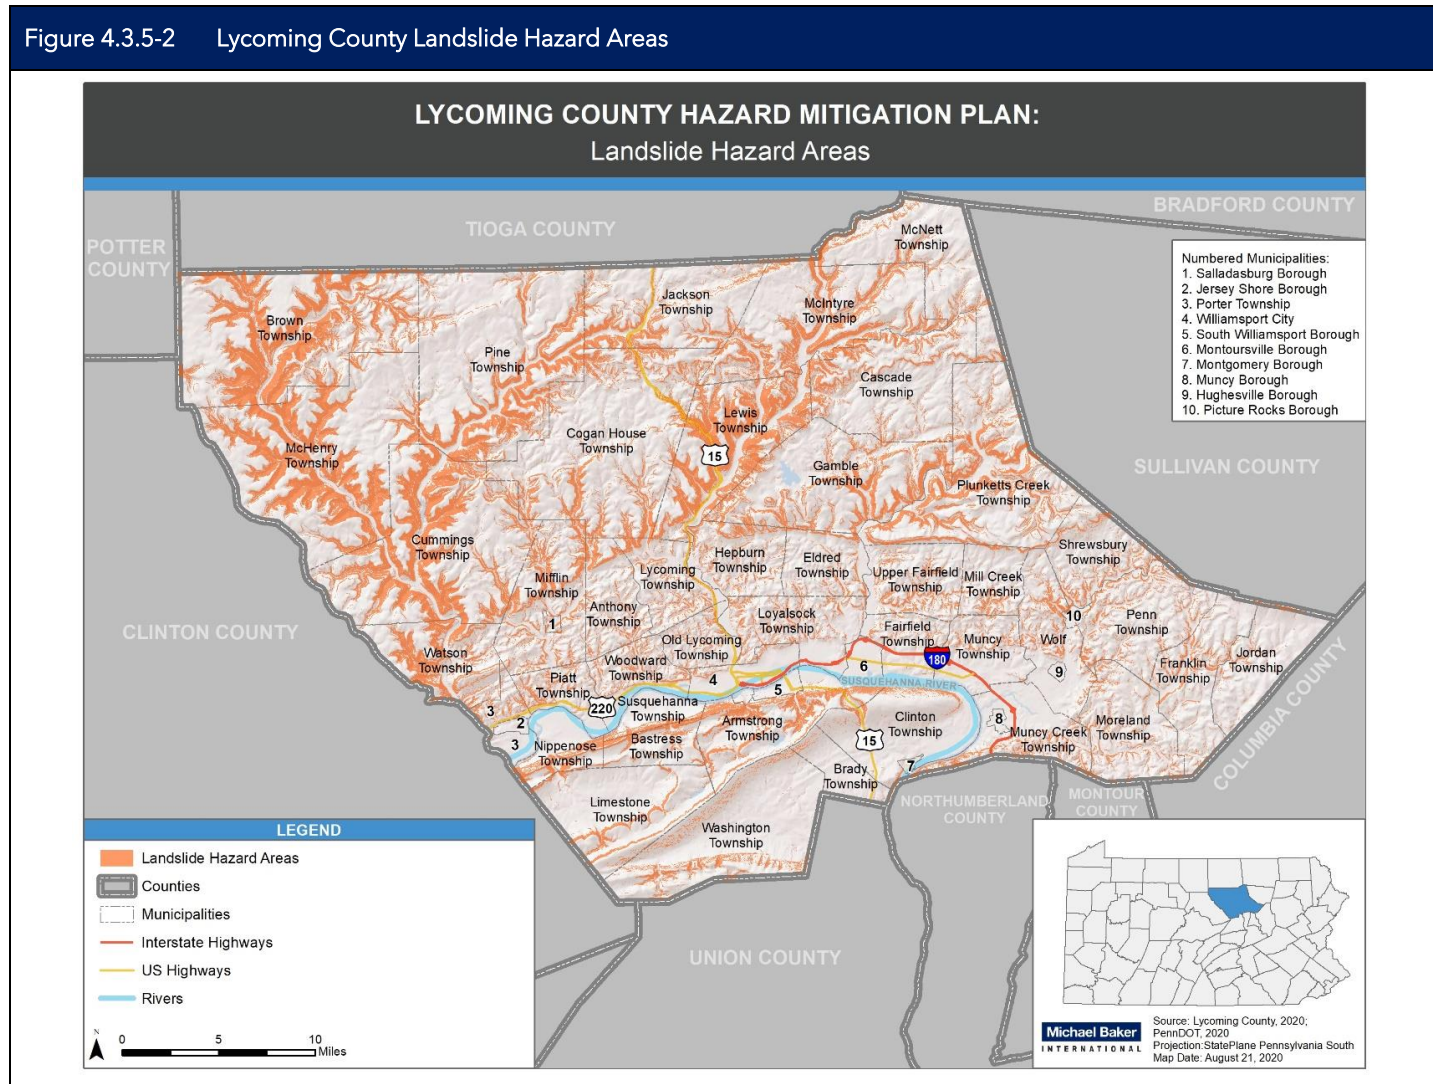 Figure 4.3.5-2 Lycoming County Landslide Hazard Areas
LYCOMING COUNTY HAZARD MITIGATION PLAN:
Landslide Hazard Areas
BRADFORD COUNTY
TIOGA COUNTY
POTTER
COUNTY
McNett
Township
Numbered Municipalities:
1. Salladasburg Borough
2. Jersey Shore Borough
3. Porter Township
4. Williamsport City
5. South Williamsport Borough
6. Montoursville Borough
7. Montgomery Borough
8. Muncy Borough
9. Hughesville Borough
10. Picture Rocks Borough
Jackson
Township
McIntyre
Township
Brown
Township
Pine
Township
Cascade
Township
Lewis
Township
Cogan House
Township
McHenry
Township
15
Gamble
Township
SULLIVAN COUNTY
Plunketts Creek
Township
Cummings
Township
Shrewsbury
Township
Hepburn
Township
Eldred
Township
Lycoming
Township
Upper Fairfield
Township
Mill Creek
Township
Mifflin
Township
Anthony
Township
Loyalsock
Township
10
Penn
Township
1
CLINTON COUNTY
Fairfield
Township
Old Lycoming
Township
Muncy
Township
Wolf
Watson
Township
Woodward
Township
180
Jordan
Township
Franklin
Township
6
9
Piatt
Township
4
5
SUSQUEHANNA RIVER
220
Susquehanna
Township
3
2
Armstrong
Township
Clinton
Township
8
Moreland
Township
Muncy Creek
Township
COLUMBIA COUNTY
3
Nippenose
Township
Bastress
Township
15
7
Brady
Township
NORTHUMBERLAND
COUNTY
MONTOUR
COUNTY
Limestone
Township
Washington
Township
UNION COUNTY
LEGEND
Landslide Hazard Areas
Counties
Municipalities
Interstate Highways
US Highways
Rivers
N
0 5 10
Miles
Michael Baker
INTERNATIONAL
Source: Lycoming County, 2020;
PennDOT, 2020
Projection:StatePlane Pennsylvania South
Map Date: August 21, 2020